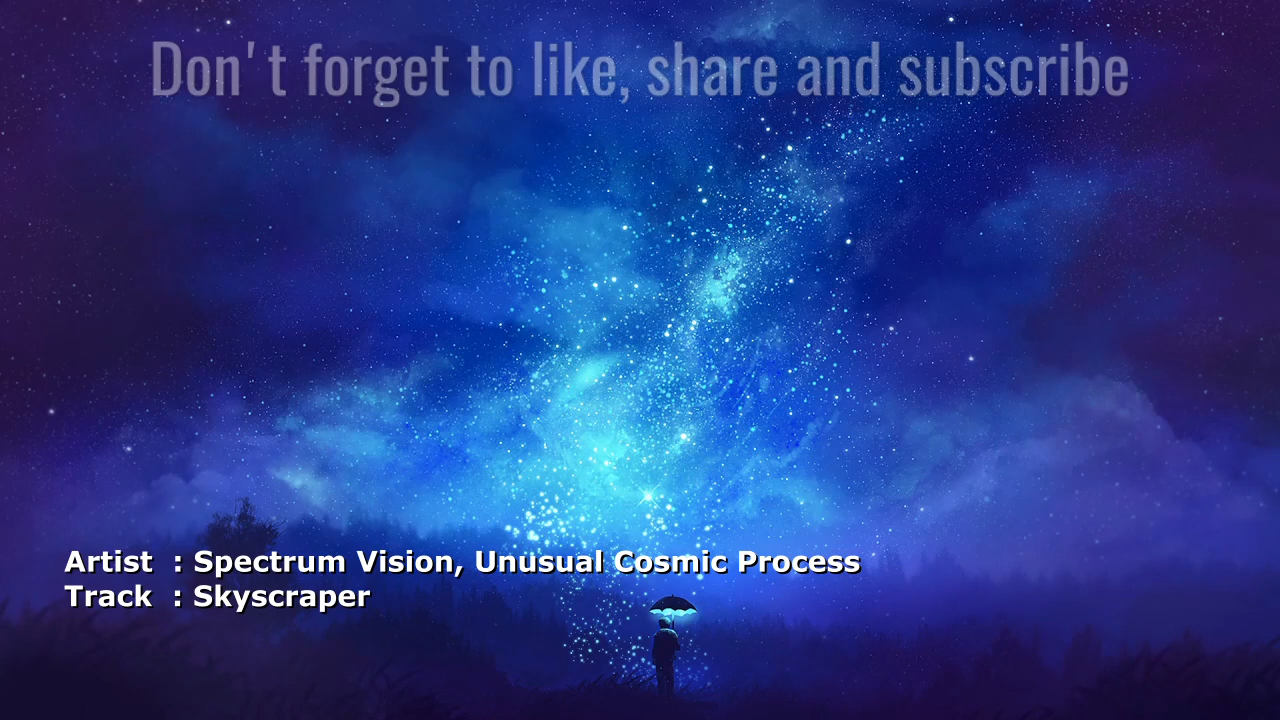 Don't forget to like, share and subscribe
Artist : Spectrum Vision, Unusual Cosmic Process
Track : Skyscraper